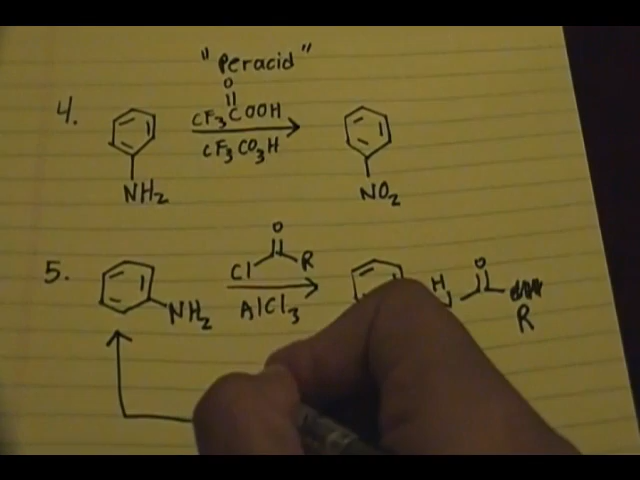 "Peracid"
O
4.
CF3COOH
CF3CO3H
NH2
NO2
O
5.
Cl
R
H
O
NH2
AlCl3
R